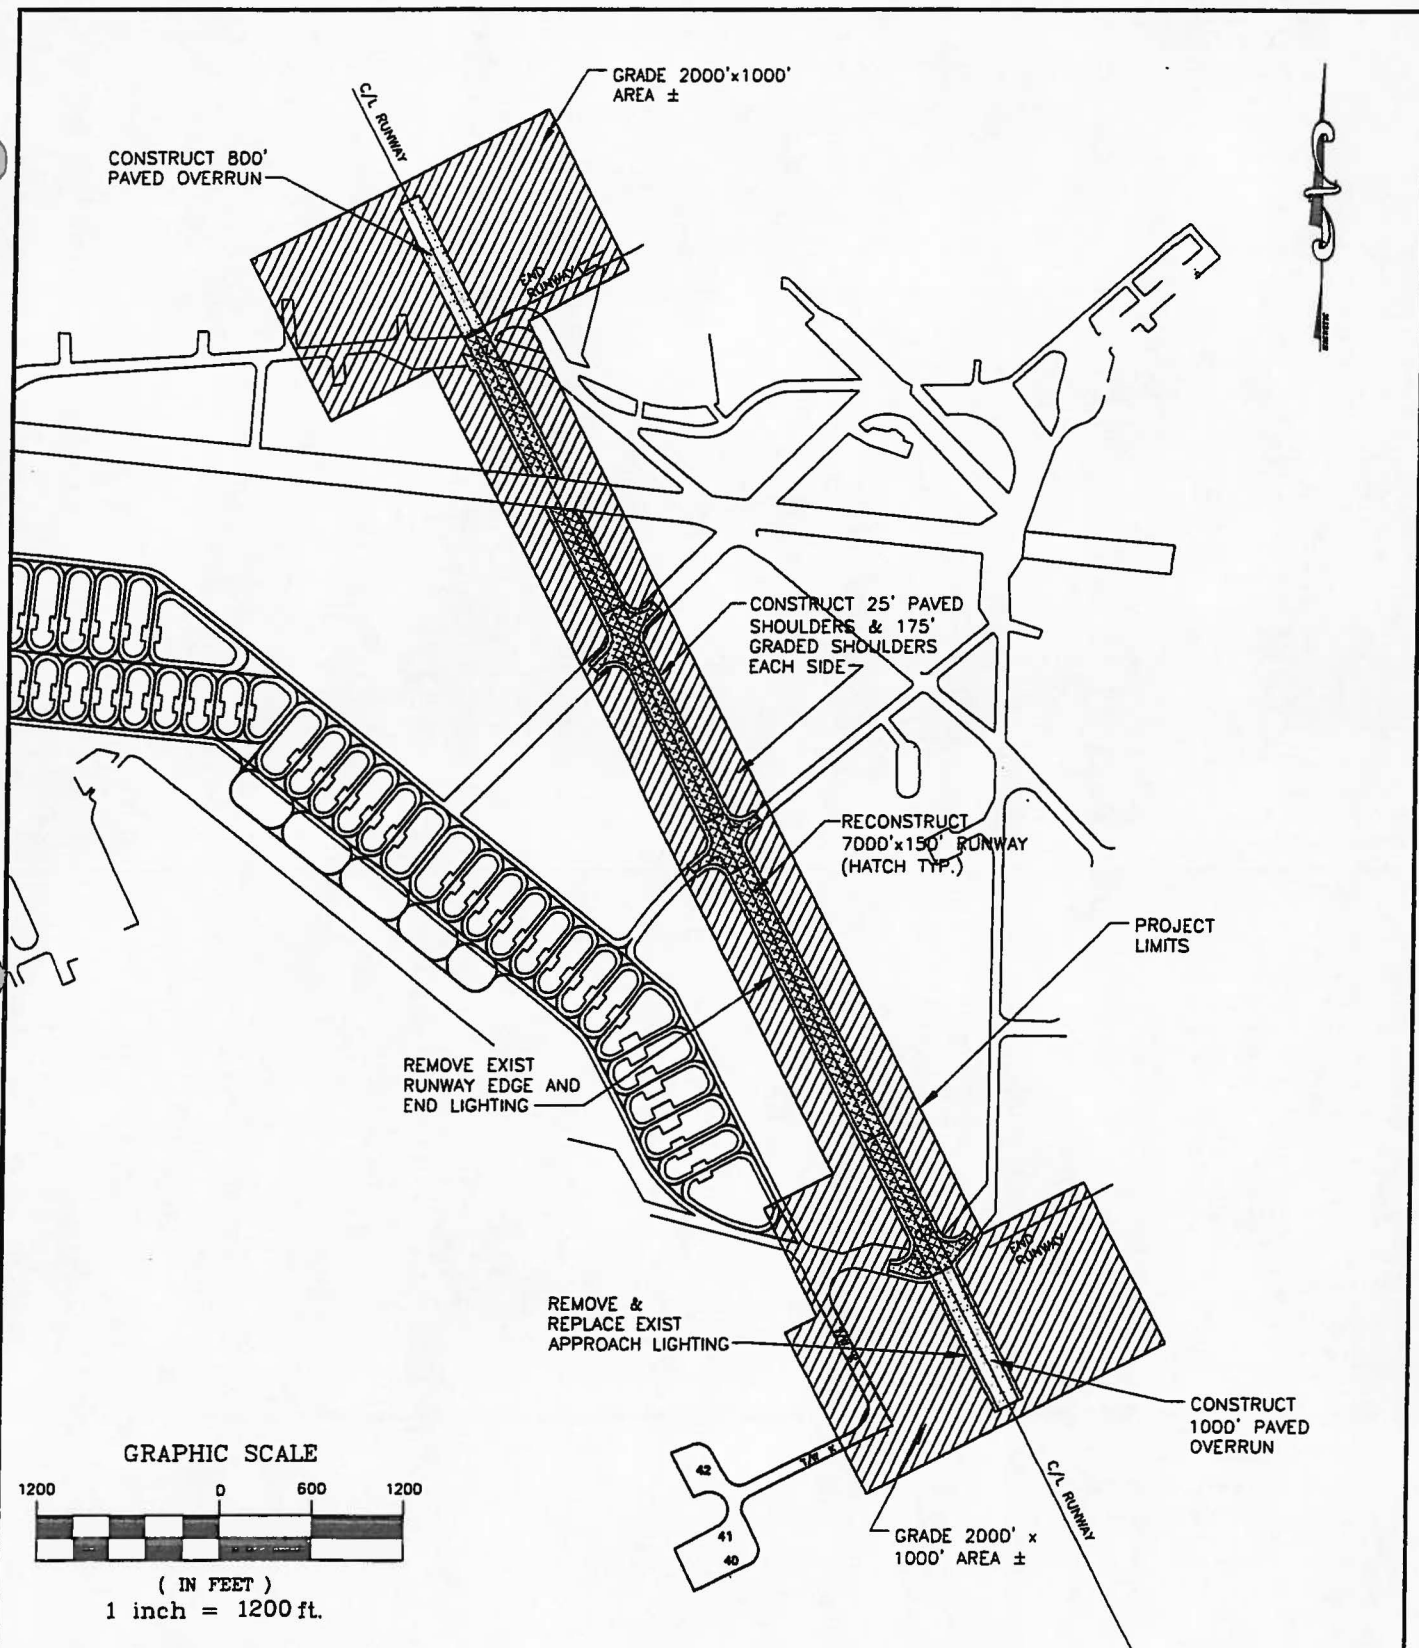 GRADE 2000'x1000'
AREA ±
C/L RUNWAY
CONSTRUCT 800'
PAVED OVERRUN
END
RUNWAY
CONSTRUCT 25' PAVED
SHOULDERS & 175'
GRADED SHOULDERS
EACH SIDE
RECONSTRUCT
7000'x150' RUNWAY
(HATCH TYP.)
PROJECT
LIMITS
REMOVE EXIST
RUNWAY EDGE AND
END LIGHTING
END
RUNWAY
REMOVE &
REPLACE EXIST
APPROACH LIGHTING
T/W K
CONSTRUCT
1000' PAVED
OVERRUN
C/L RUNWAY
42
41
40
GRADE 2000' x
1000' AREA ±
GRAPHIC SCALE
1200 0 600 1200
( IN FEET )
1 inch = 1200 ft.